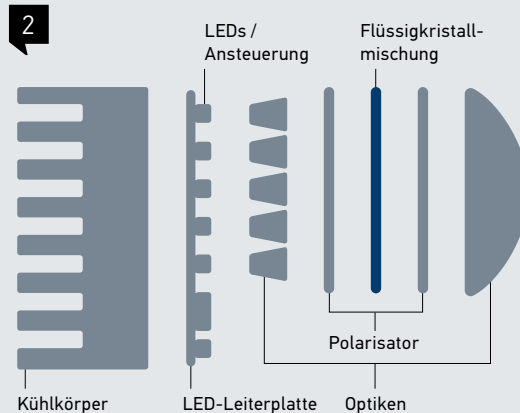 2
LEDs /
Ansteuerung
Flüssigkristall-
mischung
Polarisator
Kühlkörper
LED-Leiterplatte
Optiken